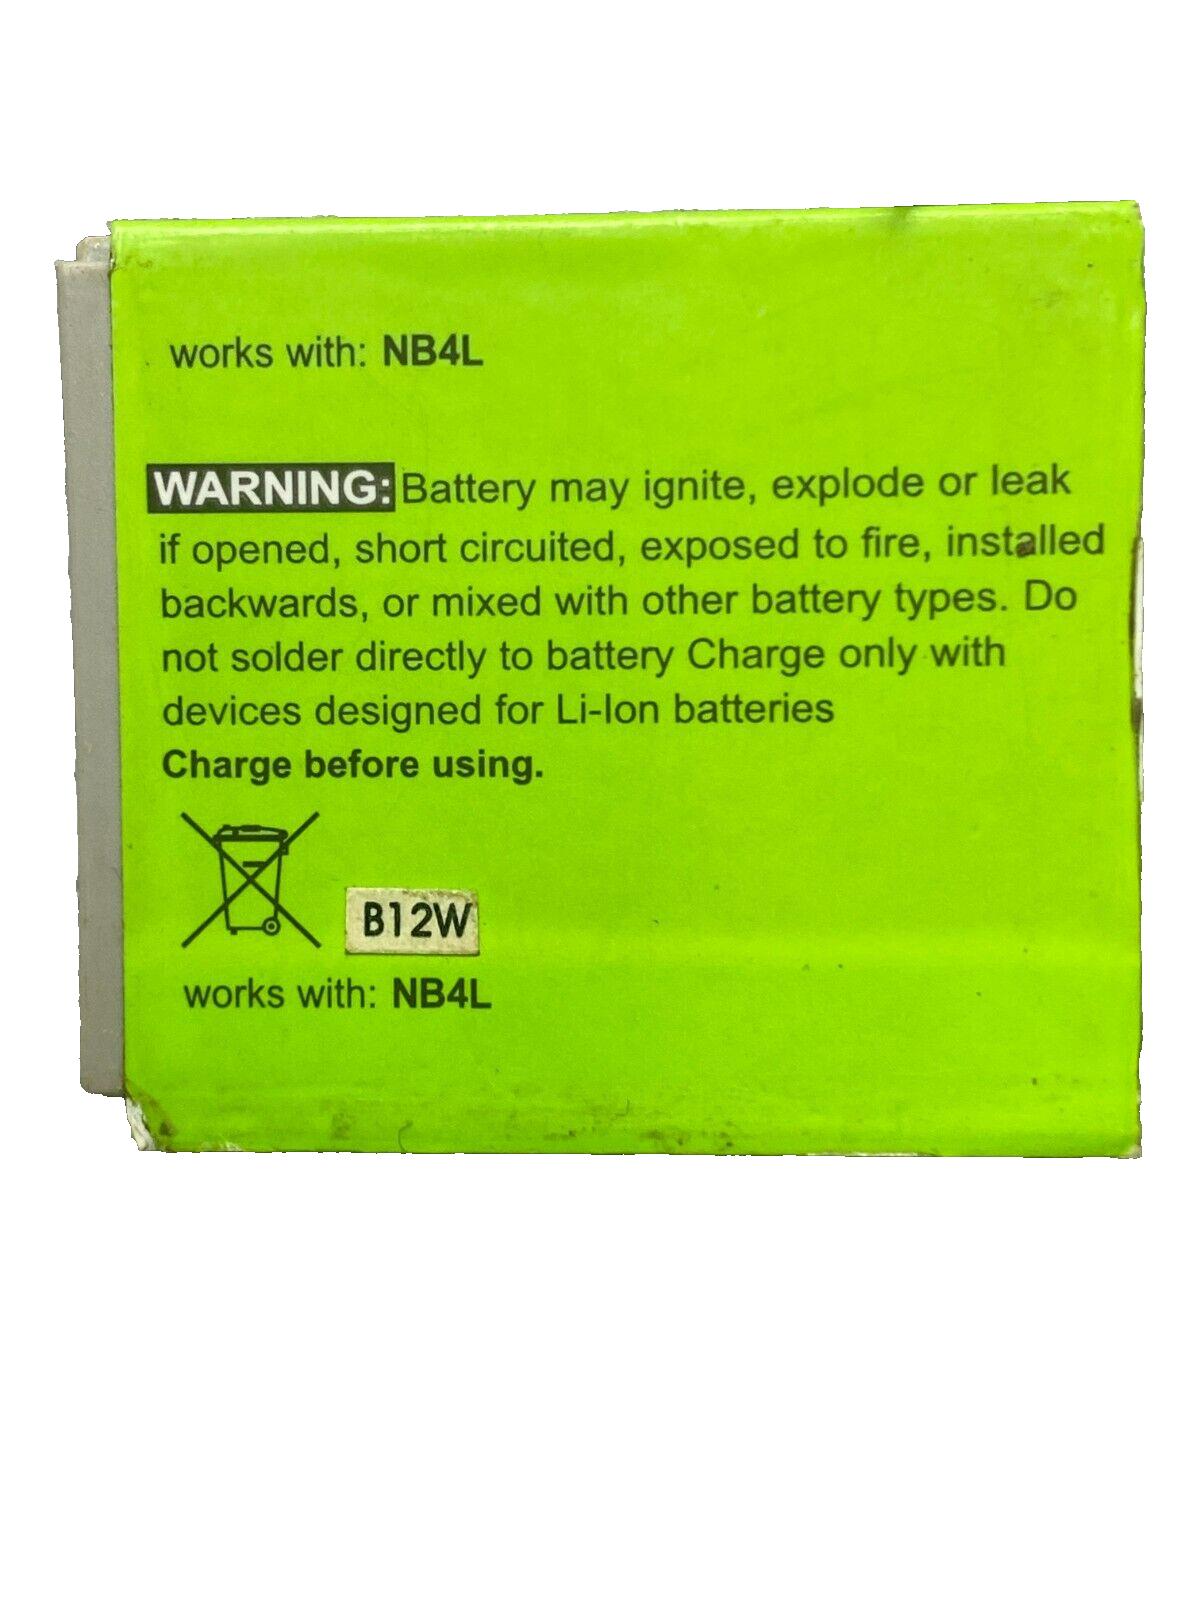 works with: NB4L
WARNING: Battery may ignite, explode or leak
if opened, short circuited, exposed to fire, installed
backwards, or mixed with other battery types. Do
not solder directly to battery Charge only with
devices designed for Li-Ion batteries
Charge before using.
B12W
works with: NB4L